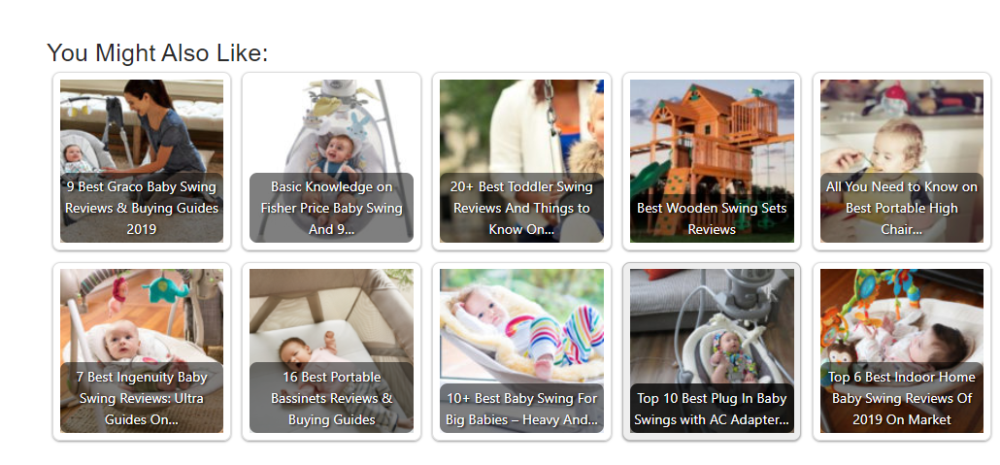 You Might Also Like:
9 Best Graco Baby Swing
Reviews & Buying Guides
2019
Basic Knowledge on
Fisher Price Baby Swing
And 9...
20+ Best Toddler Swing
Reviews And Things to
Know On...
Best Wooden Swing Sets
Reviews
All You Need to Know on
Best Portable High
Chair...
7 Best Ingenuity Baby
Swing Reviews: Ultra
Guides On...
16 Best Portable
Bassinets Reviews &
Buying Guides
10+ Best Baby Swing For
Big Babies – Heavy And...
Top 10 Best Plug In Baby
Swings with AC Adapter...
Top 6 Best Indoor Home
Baby Swing Reviews Of
2019 On Market